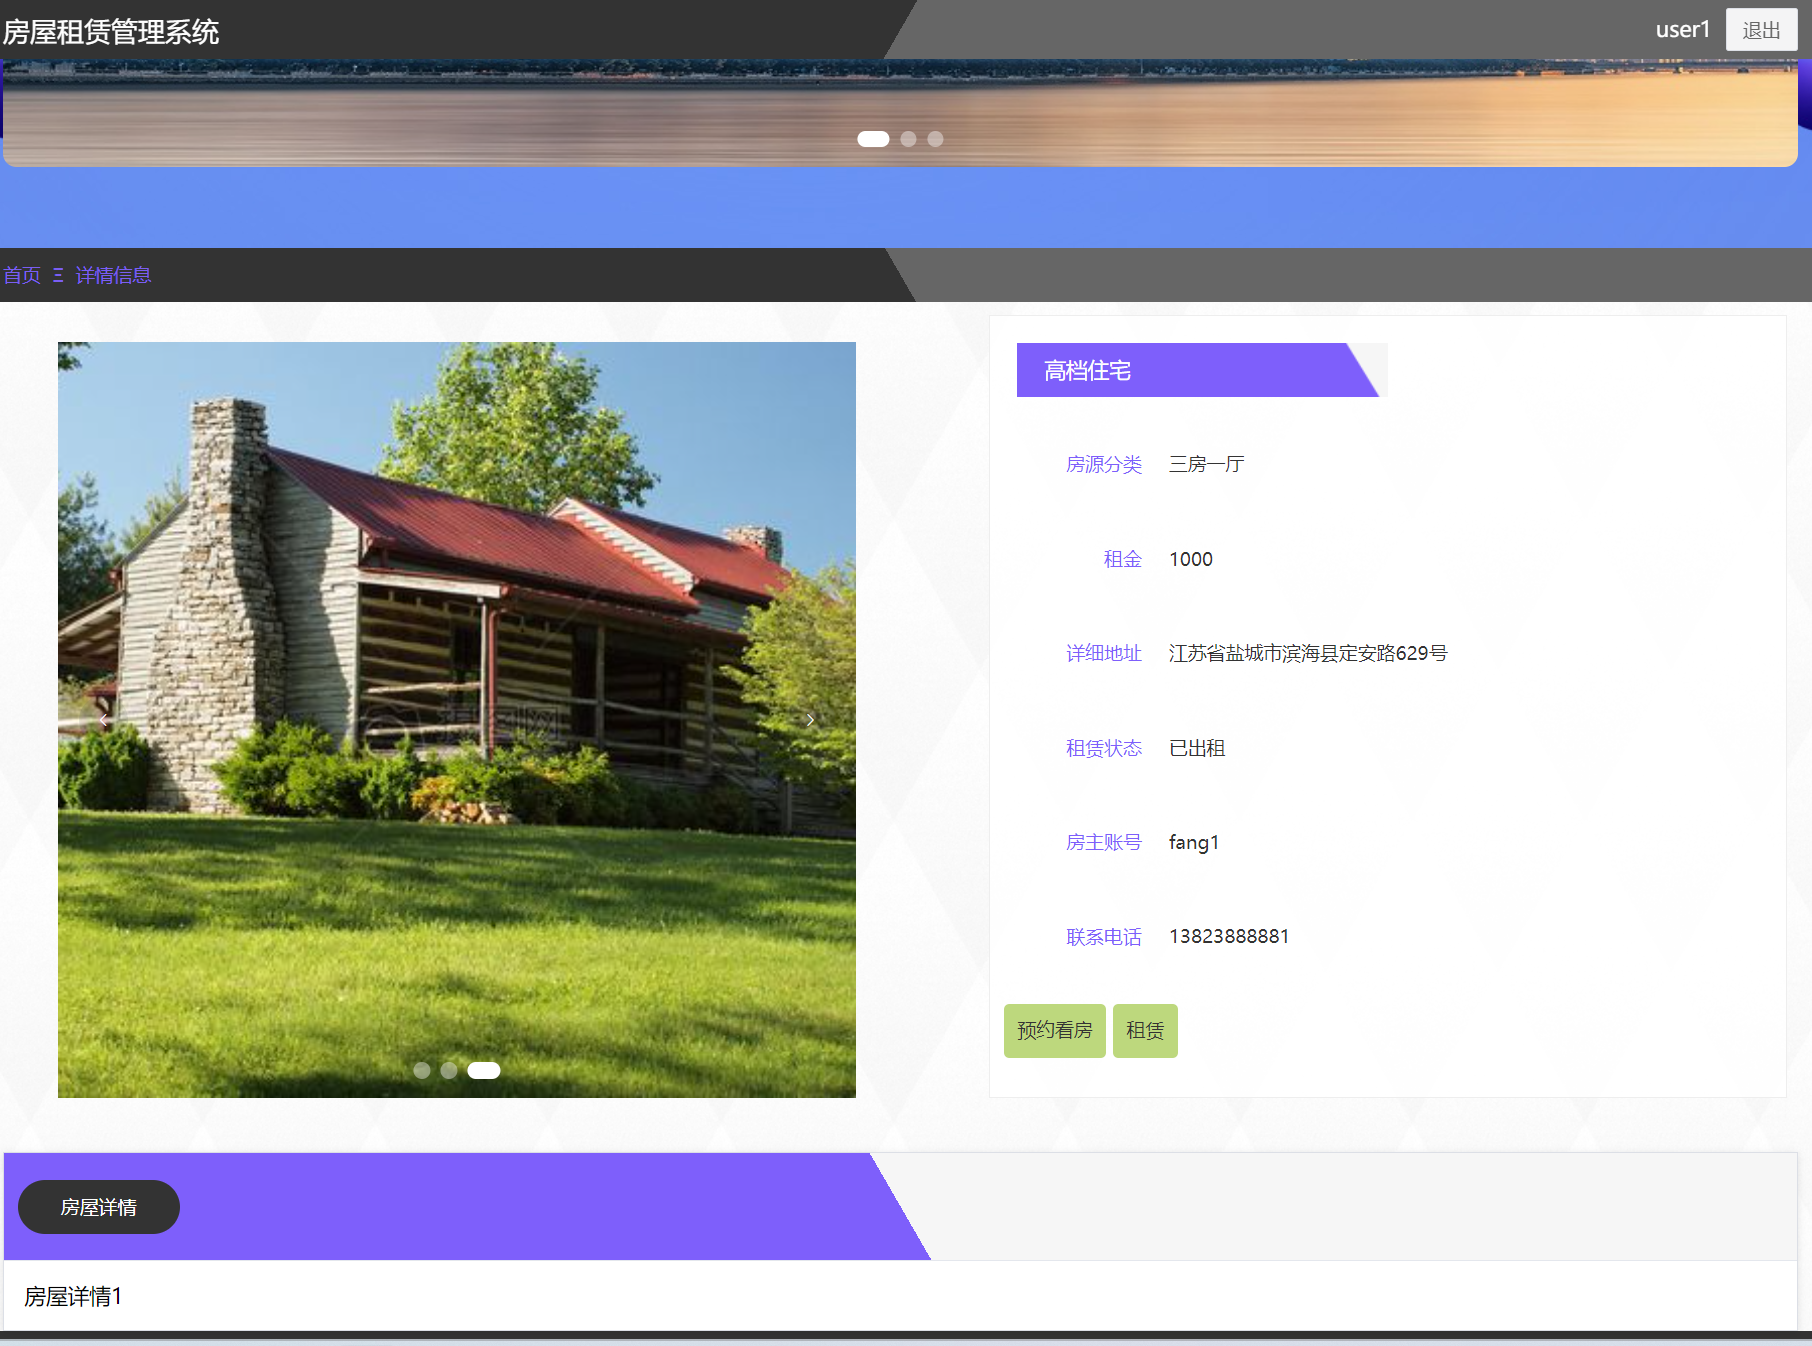 房屋租赁管理系统
user1 退出
首页 Ξ 详情信息
高档住宅
房源分类 三房一厅
租金 1000
详细地址 江苏省盐城市滨海县定安路629号
租赁状态 已出租
房主账号 fang1
联系电话 13823888881
预约看房 租赁
房屋详情
房屋详情1